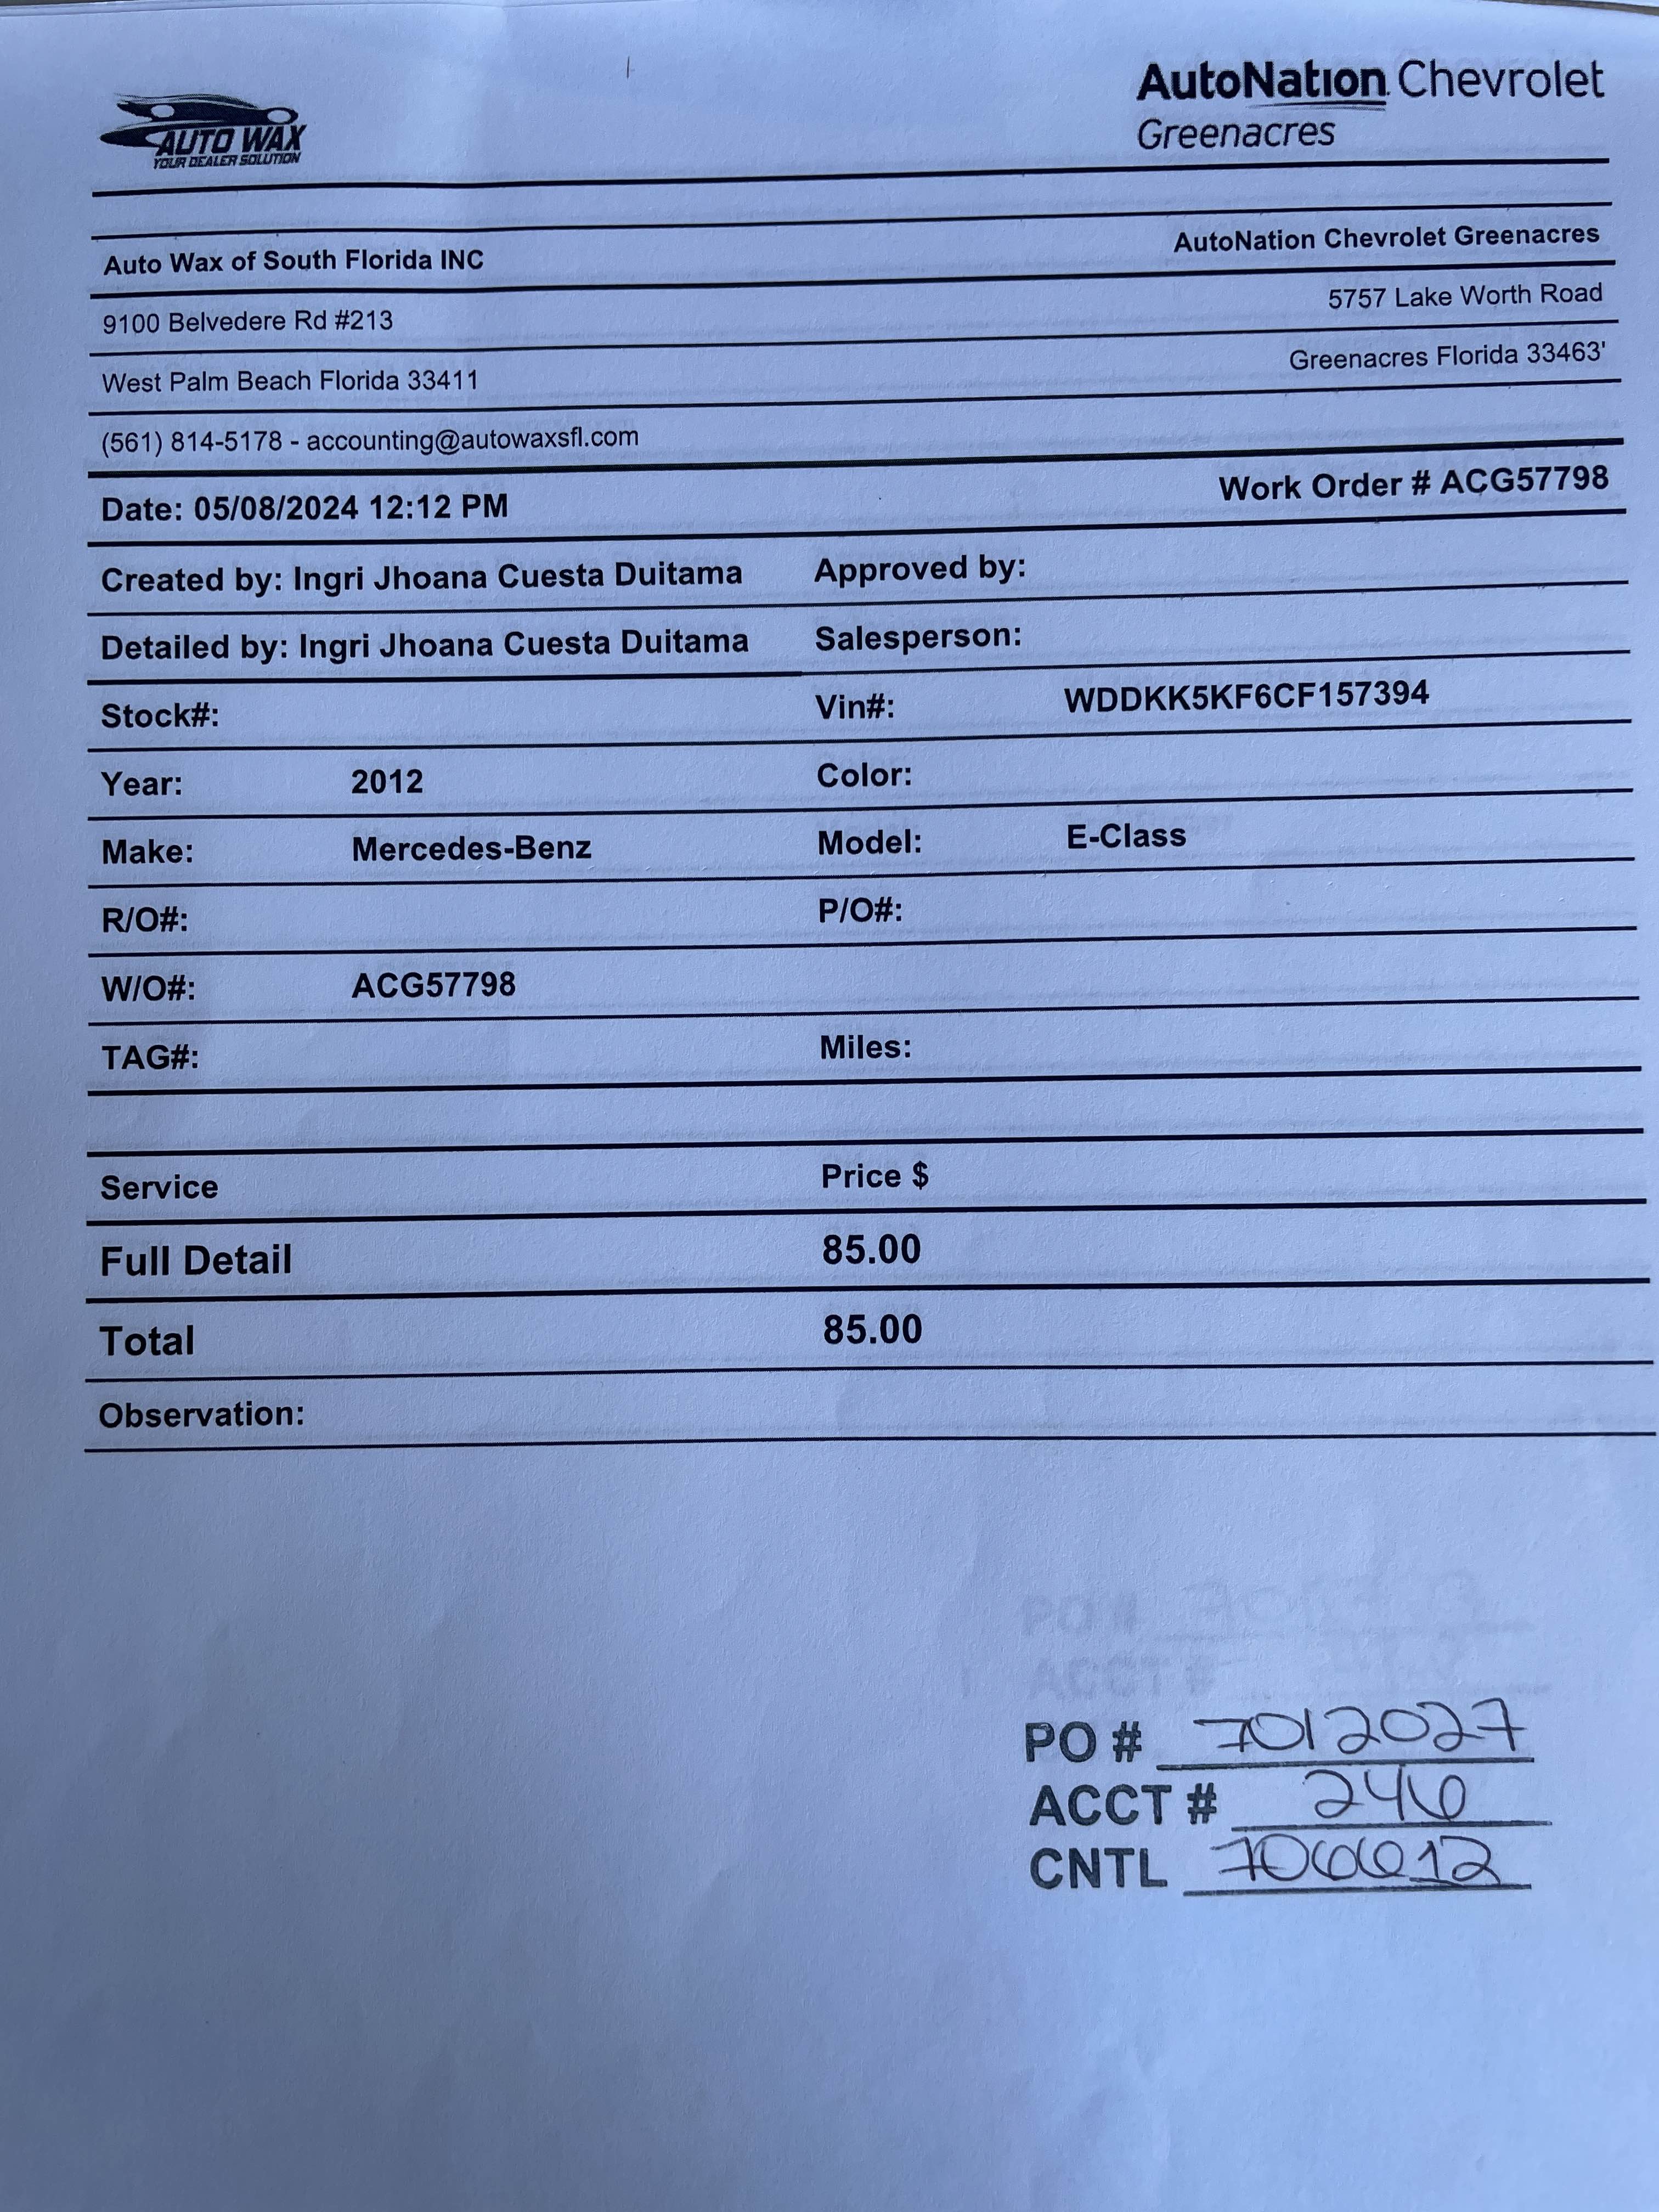 AUTO WAX
YOUR DEALER SOLUTION
AutoNation Chevrolet
Greenacres
Auto Wax of South Florida INC
AutoNation Chevrolet Greenacres
9100 Belvedere Rd #213
5757 Lake Worth Road
West Palm Beach Florida 33411
Greenacres Florida 33463'
(561) 814-5178 - accounting@autowaxsfl.com
Date: 05/08/2024 12:12 PM
Work Order # ACG57798
Created by: Ingri Jhoana Cuesta Duitama Approved by:
Detailed by: Ingri Jhoana Cuesta Duitama Salesperson:
Stock#: Vin#: WDDKK5KF6CF157394
Year: 2012 Color:
Make: Mercedes-Benz Model: E-Class
R/O#: P/O#:
W/O#: ACG57798
TAG#: Miles:
Service Price $
Full Detail 85.00
Total 85.00
Observation:
PO #
ACCT #
PO # 7012027
ACCT # 246
CNTL 706612